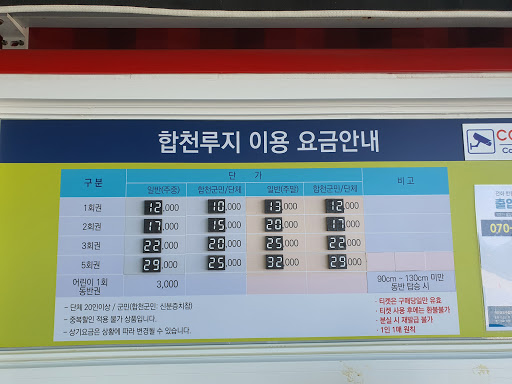 합천루지 이용 요금안내
구 분 단 가 비 고
일반(주중) 합천군민/단체 일반(주말) 합천군민/단체
1회권 12,000 10,000 13,000 12,000
2회권 17,000 15,000 20,000 17,000
3회권 22,000 20,000 25,000 22,000
5회권 29,000 25,000 32,000 29,000
어린이 1회
동반권 3,000 90cm ~ 130cm 미만
동반 탑승 시
- 단체 20인이상 / 군민(합천군민: 신분증지참)
- 중복할인 적용 불가 상품입니다.
- 상기요금은 상황에 따라 변경될 수 있습니다.
• 티켓은 구매당일만 유효
• 티켓 사용 후에는 환불불가
• 분실 시 재발급 불가
• 1인 1매 원칙
CC
Ca
출입
070-